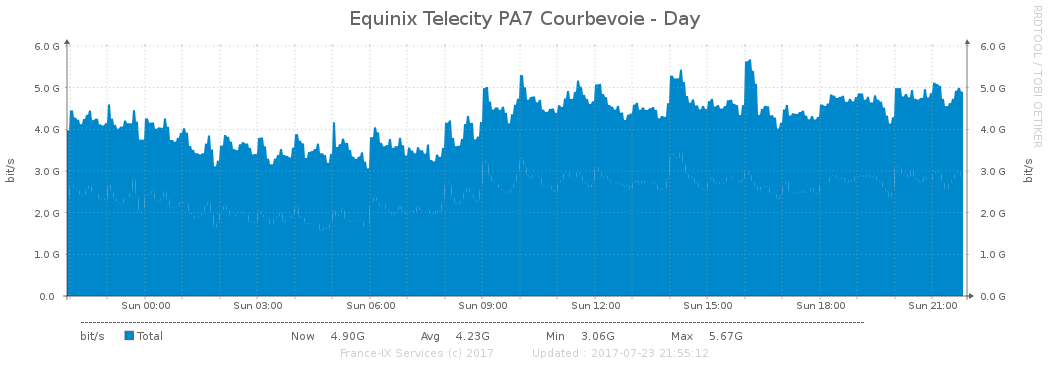 Equinix Telecity PA7 Courbevoie - Day
RRDTOOL / TOBI OETIKER
bit/s
6.0 G
5.0 G
4.0 G
3.0 G
2.0 G
1.0 G
0.0
6.0 G
5.0 G
4.0 G
3.0 G
2.0 G
1.0 G
0.0 G
bit/s
Sun 00:00 Sun 03:00 Sun 06:00 Sun 09:00 Sun 12:00 Sun 15:00 Sun 18:00 Sun 21:00
bit/s Total Now 4.90G Avg 4.23G Min 3.06G Max 5.67G
France-IX Services (c) 2017 Updated : 2017-07-23 21:55:12